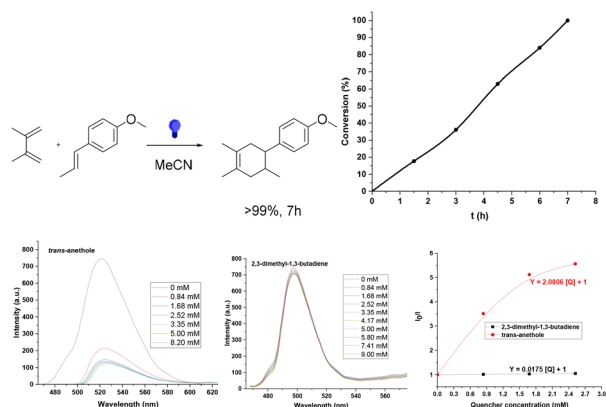 +
O
MeCN
O
>99%, 7h
Conversion (%)
100
90
80
70
60
50
40
30
20
10
0
0 1 2 3 4 5 6 7 8
t (h)
trans-anethole
Intensity (a.u.)
800
700
600
500
400
300
200
100
0
0 mM
0.84 mM
1.68 mM
2.52 mM
3.35 mM
5.00 mM
8.20 mM
480 500 520 540 560 580 600 620
Wavelength (nm)
2,3-dimethyl-1,3-butadiene
Intensity (a.u.)
800
700
600
500
400
300
200
100
0
0 mM
0.84 mM
1.68 mM
2.52 mM
3.35 mM
4.17 mM
5.00 mM
5.80 mM
7.41 mM
9.00 mM
480 500 520 540 560
Wavelength (nm)
I0/I
6
5
4
3
2
1
0
Y = 2.0806 [Q] + 1
2,3-dimethyl-1,3-butadiene
trans-anethole
Y = 0.0175 [Q] + 1
0.0 0.3 0.6 0.9 1.2 1.5 1.8 2.1 2.4 2.7 3.0
Quencher concentration (mM)